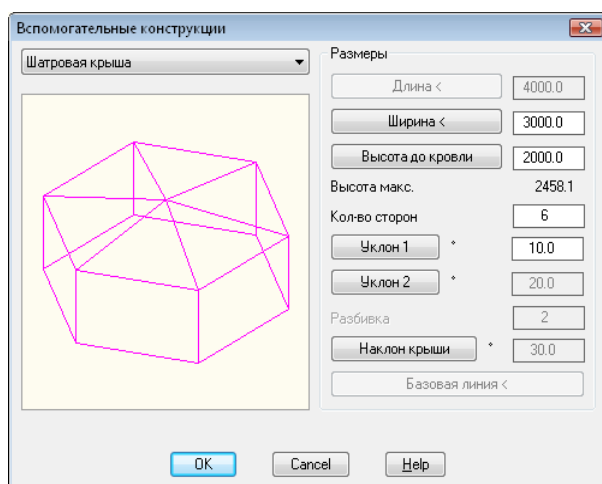 Вспомогательные конструкции
Шатровая крыша
Размеры
Длина < 4000.0
Ширина < 3000.0
Высота до кровли 2000.0
Высота макс. 2458.1
Кол-во сторон 6
Уклон 1 ° 10.0
Уклон 2 ° 20.0
Разбивка 2
Наклон крыши ° 30.0
Базовая линия <
OK Cancel Help